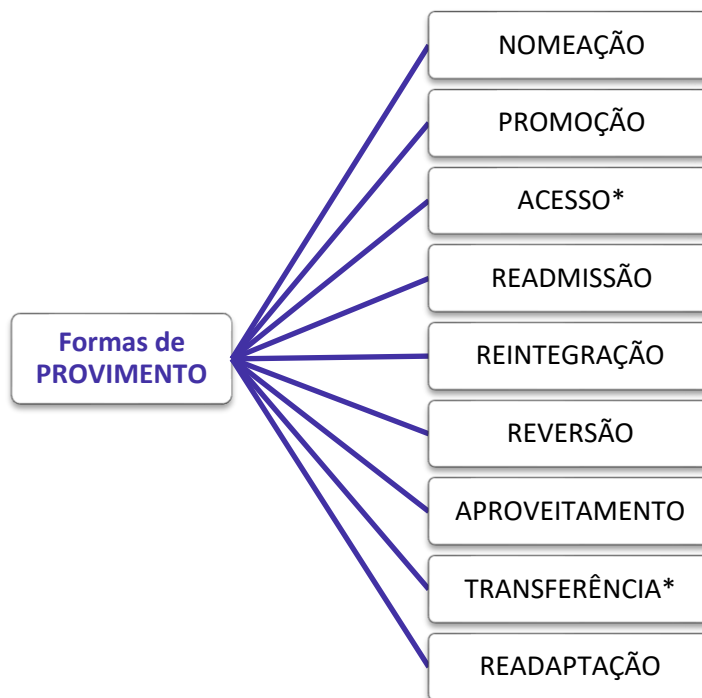 NOMEAÇÃO
PROMOÇÃO
ACESSO*
READMISSÃO
Formas de
PROVIMENTO
REINTEGRAÇÃO
REVERSÃO
APROVEITAMENTO
TRANSFERÊNCIA*
READAPTAÇÃO